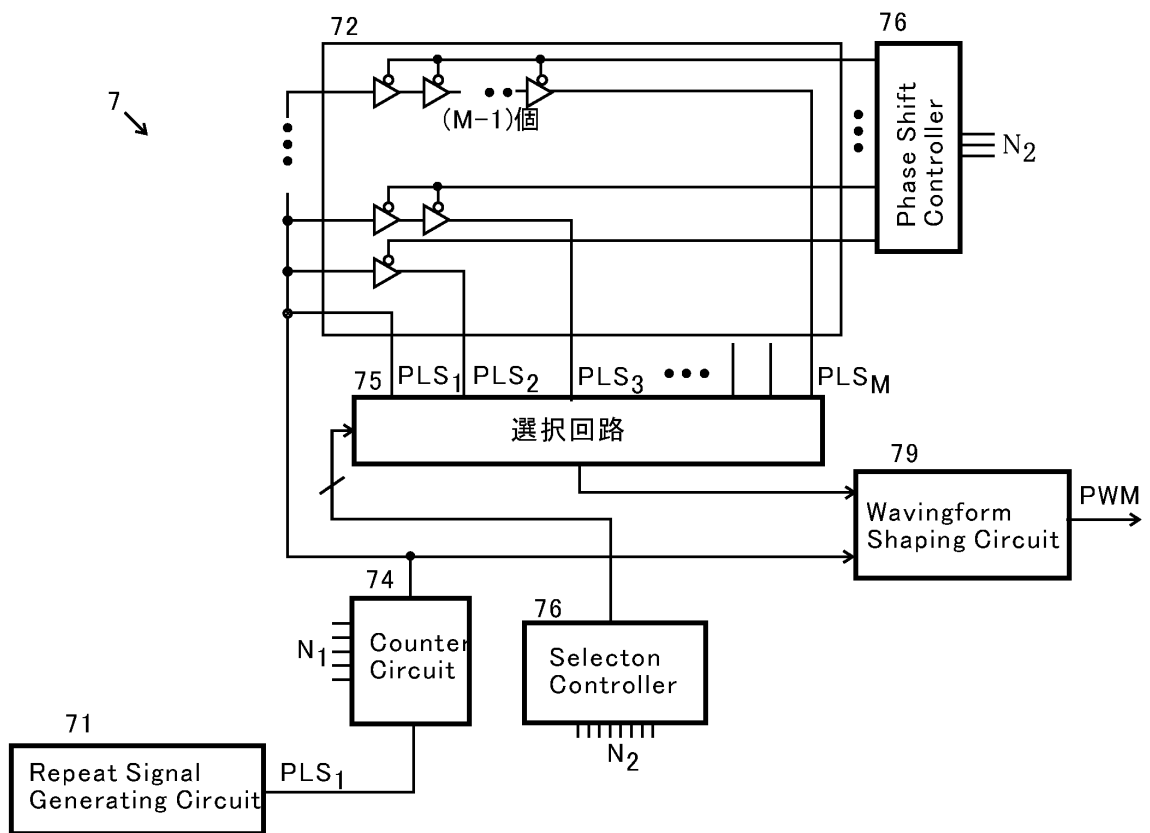 72
76
7
(M-1)個
Phase Shift
Controller
N2
75
PLS1
PLS2
PLS3
PLSM
選択回路
79
Wavingform
Shaping Circuit
PWM
74
N1
Counter
Circuit
76
Selecton
Controller
N2
71
Repeat Signal
Generating Circuit
PLS1